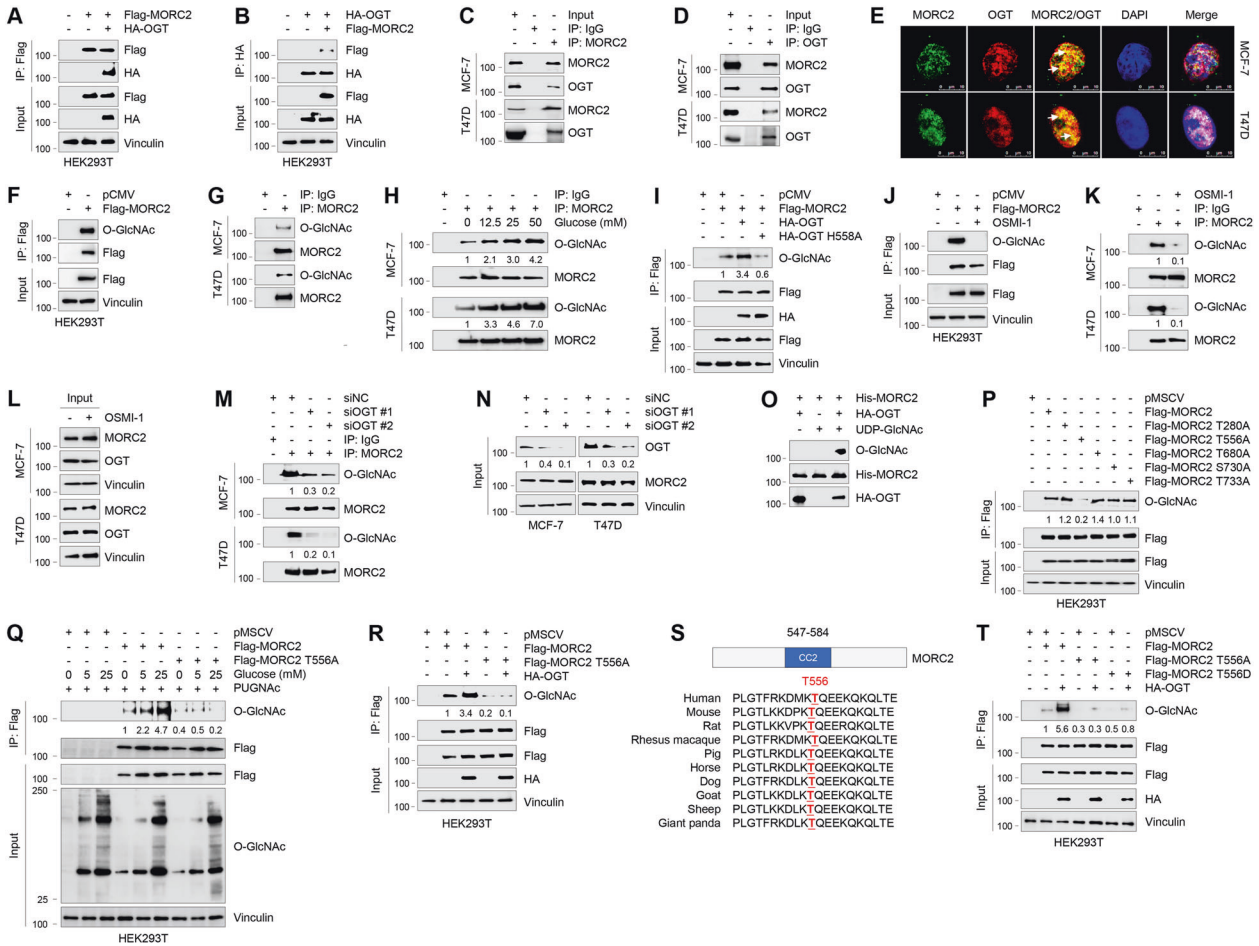 A
- + + Flag-MORC2
- - + HA-OGT
IP: Flag
100 Flag
100 HA
Input
100 Flag
100 HA
100 Vinculin
HEK293T
B
- + + HA-OGT
- - + Flag-MORC2
IP: HA
100 Flag
100 HA
Input
100 Flag
100 HA
100 Vinculin
HEK293T
C
+ - - Input
- + - IP: IgG
- - + IP: MORC2
MCF-7
100 MORC2
100 OGT
T47D
100 MORC2
100 OGT
D
+ - - Input
- + - IP: IgG
- - + IP: OGT
MCF-7
100 MORC2
100 OGT
T47D
100 MORC2
100 OGT
E
MORC2 OGT MORC2/OGT DAPI Merge
MCF-7
T47D
F
+ - pCMV
- + Flag-MORC2
IP: Flag
100 O-GlcNAc
100 Flag
Input
100 Flag
100 Vinculin
HEK293T
G
+ - IP: IgG
- + IP: MORC2
MCF-7
100 O-GlcNAc
100 MORC2
T47D
100 O-GlcNAc
100 MORC2
H
+ - - - - IP: IgG
- + + + + IP: MORC2
0 12.5 25 50 Glucose (mM)
MCF-7
100 O-GlcNAc
1 2.1 3.0 4.2
100 MORC2
T47D
100 O-GlcNAc
1 3.3 4.6 7.0
100 MORC2
I
+ - - - pCMV
- + + + Flag-MORC2
- - + - HA-OGT
- - - + HA-OGT H558A
IP: Flag
100 O-GlcNAc
1 3.4 0.6
100 Flag
Input
100 HA
100 Flag
100 Vinculin
J
+ - - pCMV
- + + Flag-MORC2
- - + OSMI-1
IP: Flag
100 O-GlcNAc
100 Flag
Input
100 Flag
100 Vinculin
HEK293T
K
- - + OSMI-1
+ - - IP: IgG
- + + IP: MORC2
MCF-7
100 O-GlcNAc
1 0.1
100 MORC2
T47D
100 O-GlcNAc
1 0.1
100 MORC2
L
Input
- + OSMI-1
MCF-7
100 MORC2
100 OGT
100 Vinculin
T47D
100 MORC2
100 OGT
100 Vinculin
M
+ + - - siNC
- - + - siOGT #1
- - - + siOGT #2
+ - - - IP: IgG
- + + + IP: MORC2
MCF-7
100 O-GlcNAc
1 0.3 0.2
100 MORC2
T47D
100 O-GlcNAc
1 0.2 0.1
100 MORC2
N
+ - - + - - siNC
- + - - + - siOGT #1
- - + - - + siOGT #2
Input
100 OGT
1 0.4 0.1 1 0.3 0.2
100 MORC2
100 Vinculin
MCF-7 T47D
O
+ + + His-MORC2
+ - + HA-OGT
- + + UDP-GlcNAc
100 O-GlcNAc
100 His-MORC2
100 HA-OGT
P
+ - - - - - - pMSCV
- + - - - - - Flag-MORC2
- - + - - - - Flag-MORC2 T280A
- - - + - - - Flag-MORC2 T556A
- - - - + - - Flag-MORC2 T680A
- - - - - + - Flag-MORC2 S730A
- - - - - - + Flag-MORC2 T733A
IP: Flag
100 O-GlcNAc
1 1.2 0.2 1.4 1.0 1.1
100 Flag
Input
100 Flag
100 Vinculin
HEK293T
Q
+ + + - - - - - - pMSCV
- - - + + + - - - Flag-MORC2
- - - - - - + + + Flag-MORC2 T556A
0 5 25 0 5 25 0 5 25 Glucose (mM)
+ + + + + + + + + PUGNAc
IP: Flag
100 O-GlcNAc
1 2.2 4.7 0.4 0.5 0.2
100 Flag
Input
100 Flag
250
O-GlcNAc
25
100 Vinculin
HEK293T
R
+ - - - - pMSCV
- + + - - Flag-MORC2
- - - + + Flag-MORC2 T556A
- - + - + HA-OGT
IP: Flag
100 O-GlcNAc
1 3.4 0.2 0.1
100 Flag
Input
100 Flag
100 HA
100 Vinculin
HEK293T
S
547-584
CC2 MORC2
T556
Human PLGTFRKDMKTQEEKQKQLTE
Mouse PLGTLKKDPKTQEEKQKQLTE
Rat PLGTLKKVPKTQEERQKQLTE
Rhesus macaque PLGTFRKDMKTQEEKQKQLTE
Pig PLGTFRKDLKTQEEKQKQLTE
Horse PLGTFRKDLKTQEEKQKQLTE
Dog PLGTFRKDLKTQEEKQKQLTE
Goat PLGTFRKDLKTQEEKQKQLTE
Sheep PLGTFRKDLKTQEEKQKQLTE
Giant panda PLGTFRKDLKTQEEKQKQLTE
T
+ - - - - - - pMSCV
- + + - - - - Flag-MORC2
- - - + + - - Flag-MORC2 T556A
- - - - - + + Flag-MORC2 T556D
- - + - + - + HA-OGT
IP: Flag
100 O-GlcNAc
1 5.6 0.3 0.3 0.5 0.8
100 Flag
Input
100 Flag
100 HA
100 Vinculin
HEK293T